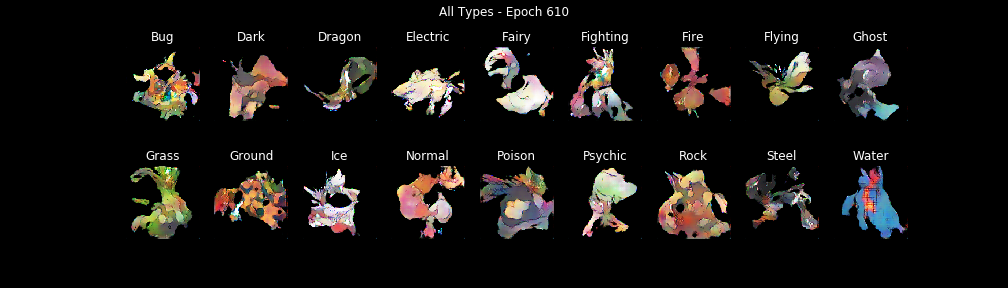 All Types - Epoch 610
Bug Dark Dragon Electric Fairy Fighting Fire Flying Ghost
Grass Ground Ice Normal Poison Psychic Rock Steel Water